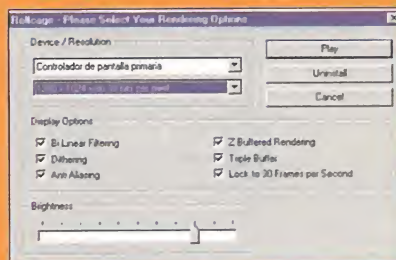 Rollcage - Please Select Your Rendering Options
Device / Resolution
Controlador de pantalla primaria
Play
Uninstall
Cancel
Display Options
Bi Linear Filtering
Z Buffered Rendering
Dithering
Triple Buffer
Anti Aliasing
Lock to 30 Frames per Second
Brightness